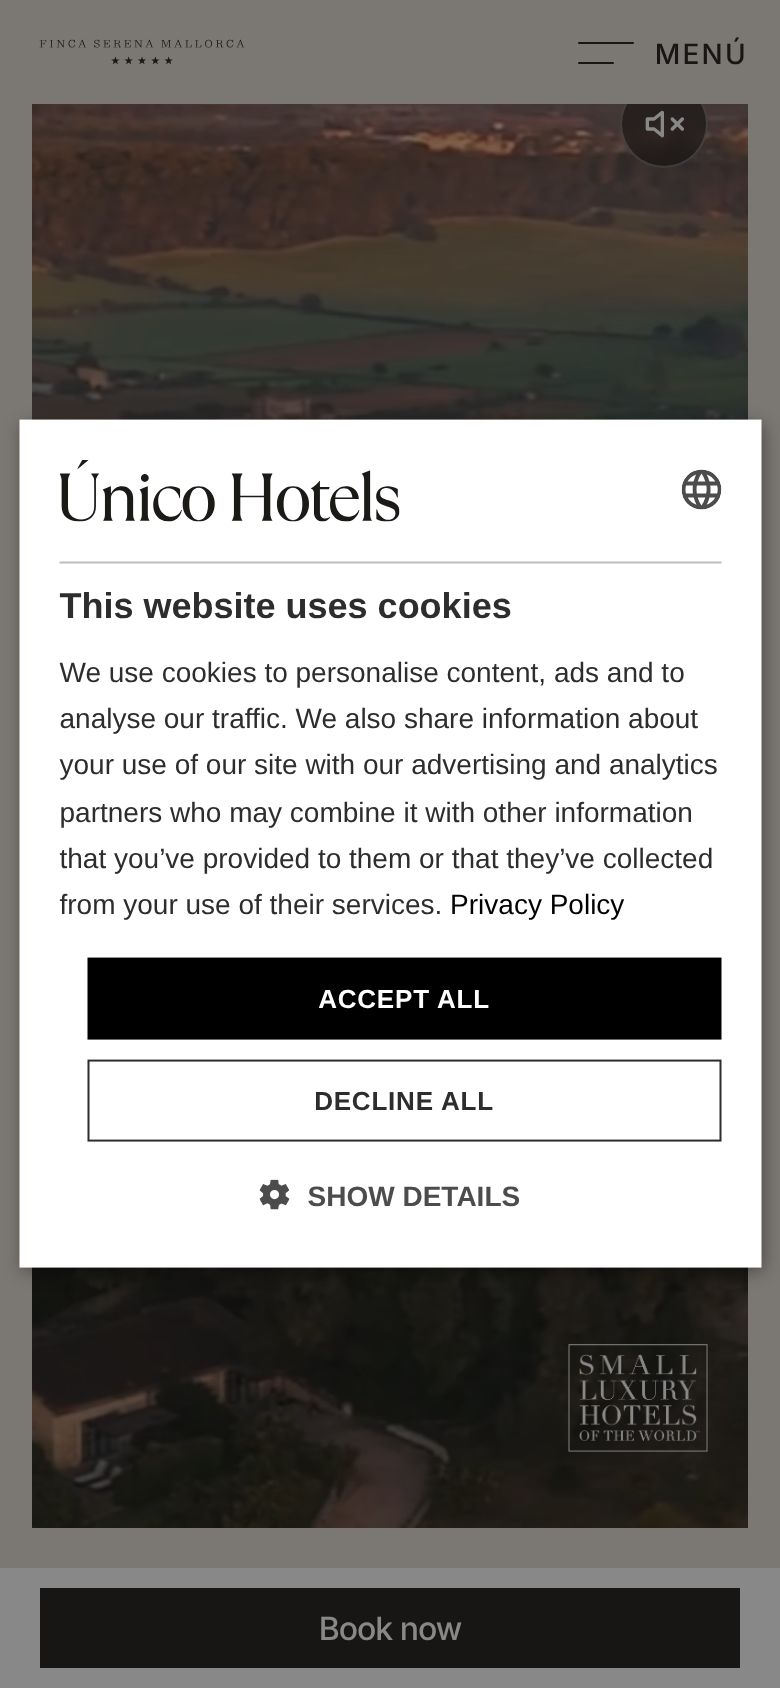 FINCA SERENA MALLORCA
★★★★★
MENÚ
Único Hotels
This website uses cookies
We use cookies to personalise content, ads and to
analyse our traffic. We also share information about
your use of our site with our advertising and analytics
partners who may combine it with other information
that you’ve provided to them or that they’ve collected
from your use of their services. Privacy Policy
ACCEPT ALL
DECLINE ALL
SHOW DETAILS
SMALL
LUXURY
HOTELS
OF THE WORLD
Book now